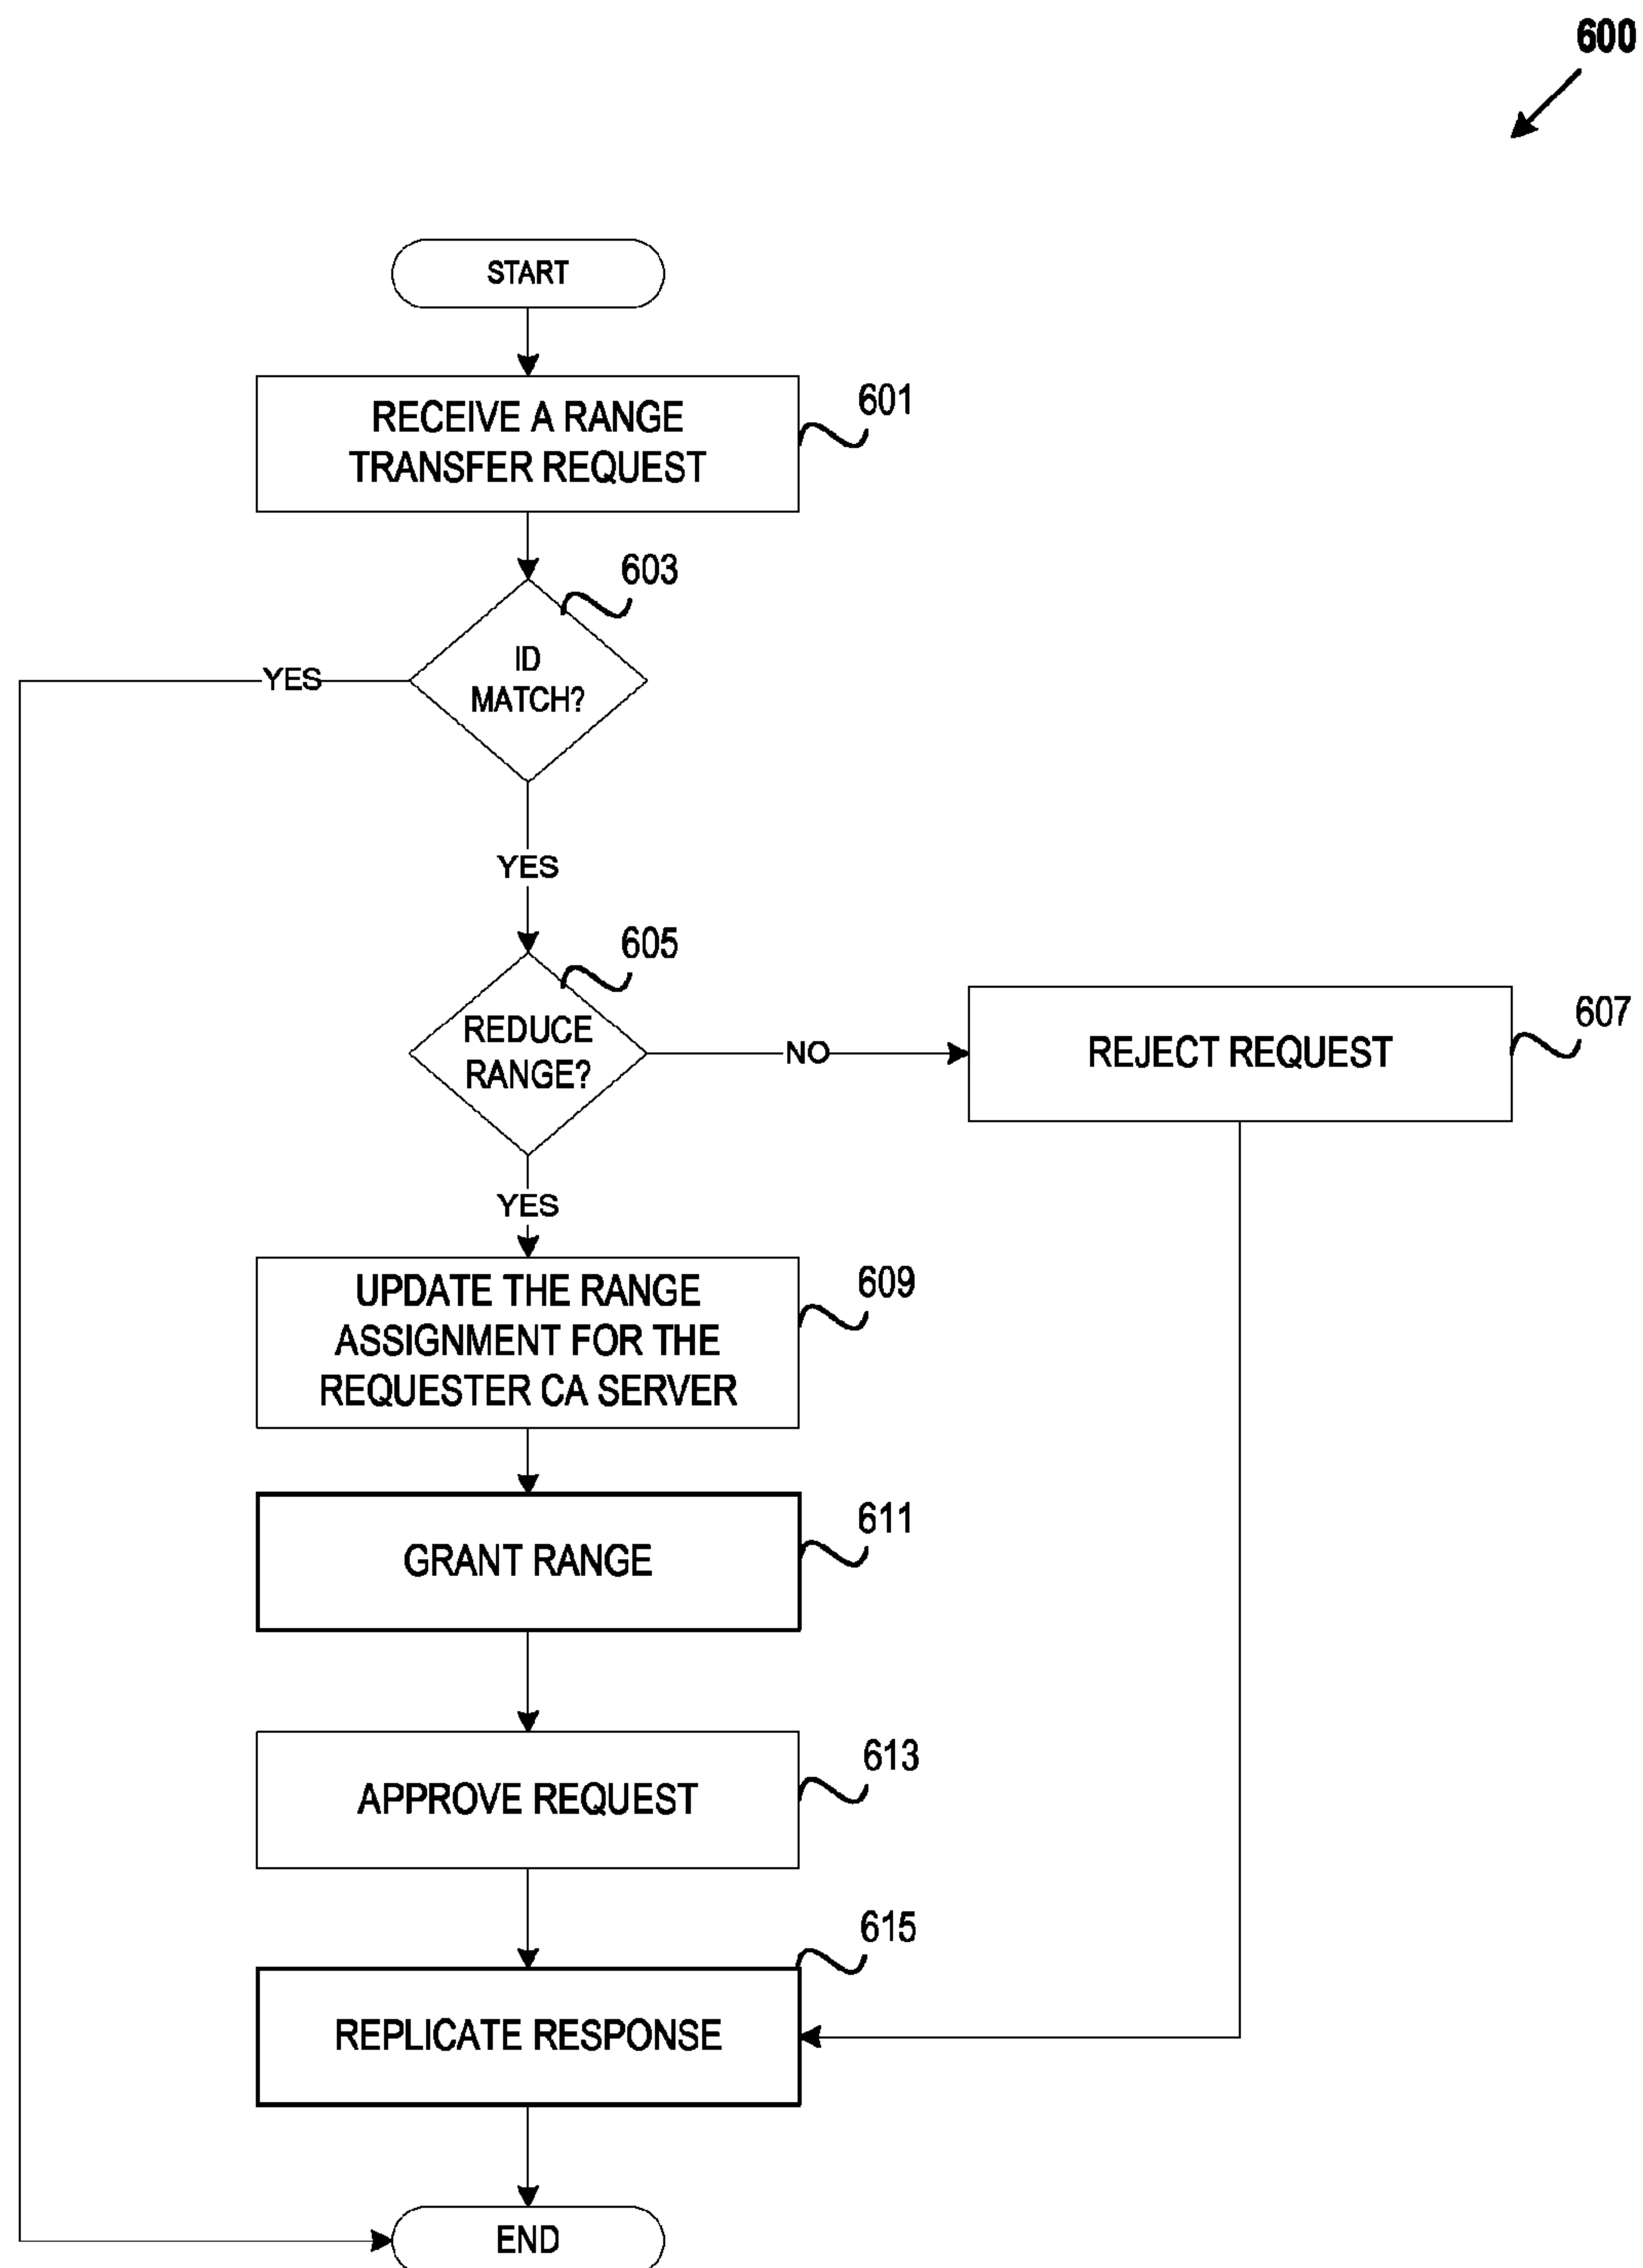 600
START
RECEIVE A RANGE
TRANSFER REQUEST
601
603
ID
MATCH?
YES
YES
605
REDUCE
RANGE?
NO
REJECT REQUEST
607
YES
UPDATE THE RANGE
ASSIGNMENT FOR THE
REQUESTER CA SERVER
609
GRANT RANGE
611
APPROVE REQUEST
613
REPLICATE RESPONSE
615
END